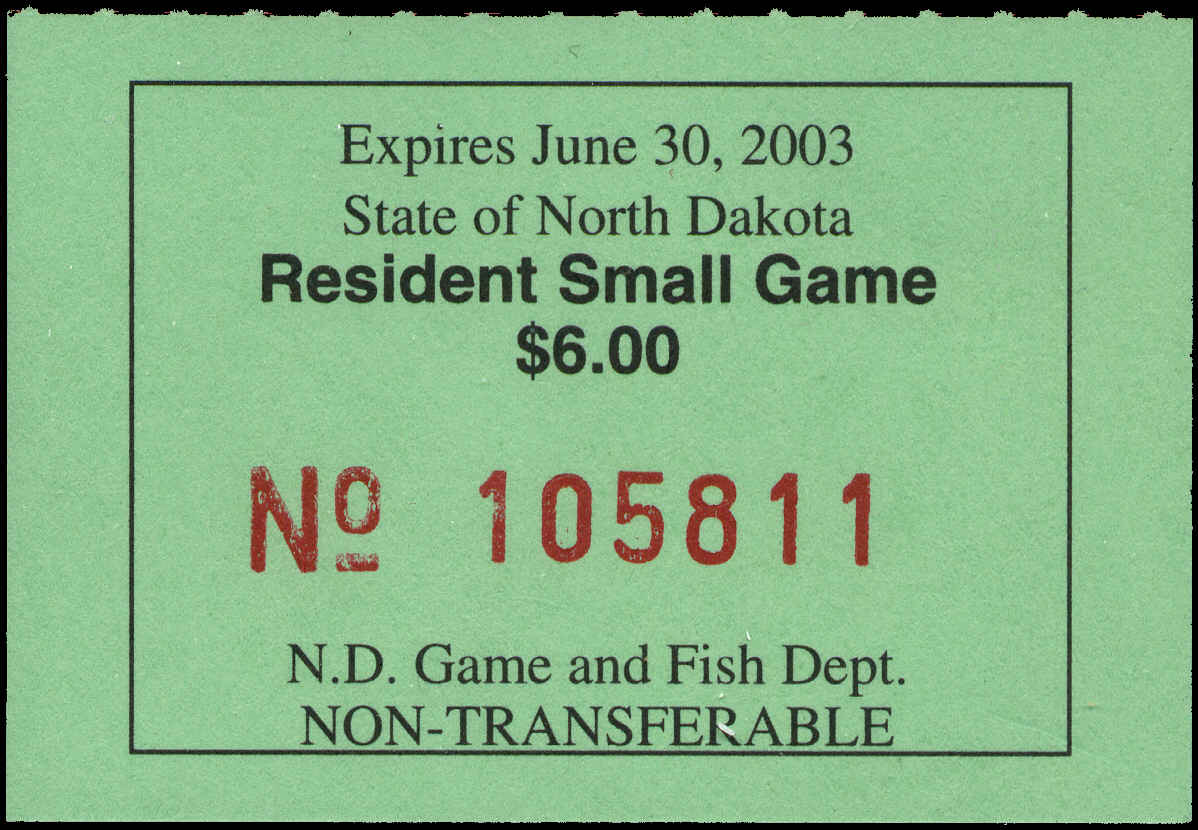 Expires June 30, 2003
State of North Dakota
Resident Small Game
$6.00
Nº 105811
N.D. Game and Fish Dept.
NON-TRANSFERABLE